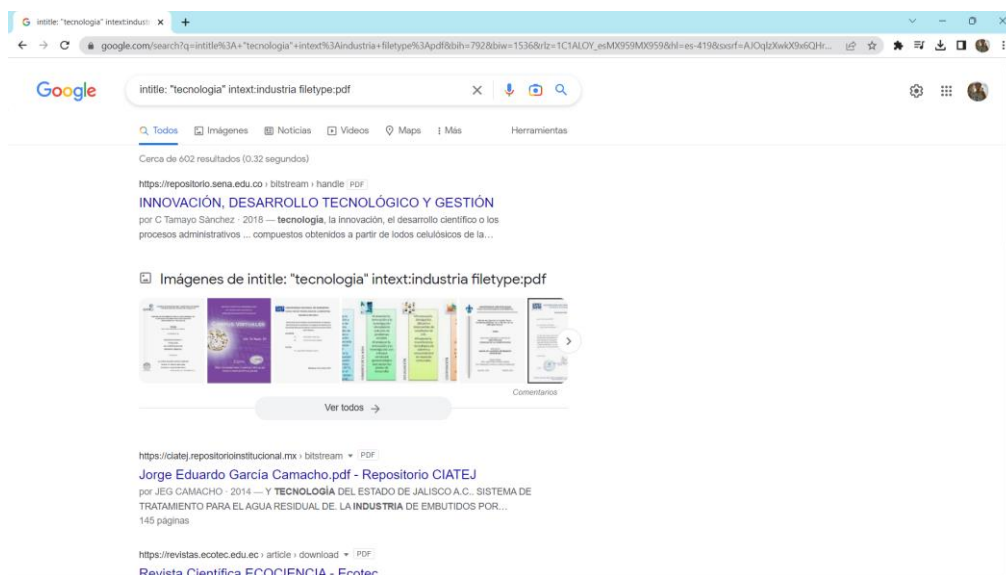 intitle: "tecnologia" intext:industi
google.com/search?q=intitle%3A+"tecnologia"+intext%3Aindustria+filetype%3Apdf&bih=792&biw=1536&rlz=1C1ALOY_esMX959MX959&hl=es-419&sxsrf=AJOqlzXwkX9x6QHr...
Google
intitle: "tecnologia" intext:industria filetype:pdf
Todos Imágenes Noticias Videos Maps Más Herramientas
Cerca de 602 resultados (0.32 segundos)
https://repositorio.sena.edu.co › bitstream › handle PDF
INNOVACIÓN, DESARROLLO TECNOLÓGICO Y GESTIÓN
por C Tamayo Sánchez · 2018 — tecnología, la innovación, el desarrollo científico o los
procesos administrativos ... compuestos obtenidos a partir de lodos celulósicos de la...
Imágenes de intitle: "tecnologia" intext:industria filetype:pdf
Comentarios
Ver todos
https://ciatej.repositorioinstitucional.mx › bitstream PDF
Jorge Eduardo García Camacho.pdf - Repositorio CIATEJ
por JEG CAMACHO · 2014 — Y TECNOLOGÍA DEL ESTADO DE JALISCO A.C.. SISTEMA DE
TRATAMIENTO PARA EL AGUA RESIDUAL DE. LA INDUSTRIA DE EMBUTIDOS POR...
145 páginas
https://revistas.ecotec.edu.ec › article › download PDF
Revista Científica ECOCIENCIA - Ecotec